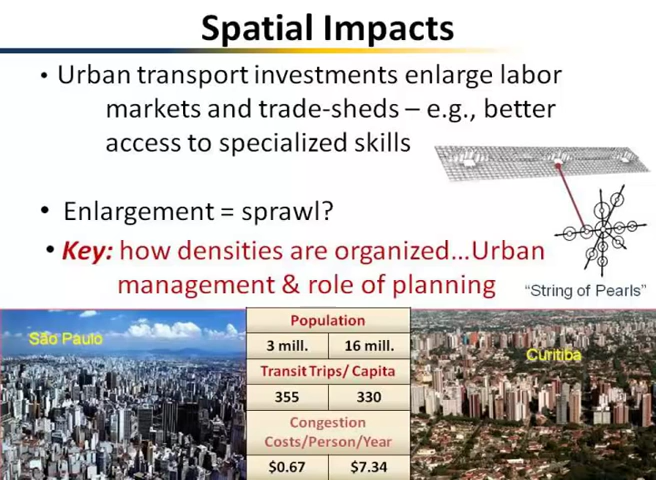 Spatial Impacts
• Urban transport investments enlarge labor
markets and trade-sheds – e.g., better
access to specialized skills
• Enlargement = sprawl?
• Key: how densities are organized...Urban
management & role of planning
"String of Pearls"
São Paulo
Population
3 mill. 16 mill.
Transit Trips/ Capita
355 330
Congestion
Costs/Person/Year
$0.67 $7.34
Curitiba